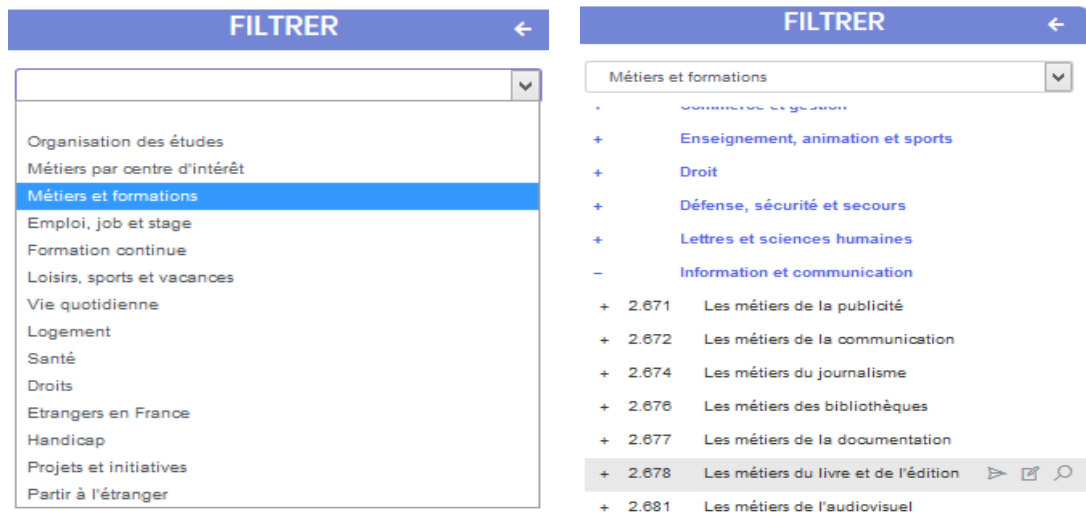 FILTRER
Organisation des études
Métiers par centre d'intérêt
Métiers et formations
Emploi, job et stage
Formation continue
Loisirs, sports et vacances
Vie quotidienne
Logement
Santé
Droits
Etrangers en France
Handicap
Projets et initiatives
Partir à l'étranger
FILTRER
Métiers et formations
Commerce et gestion
+ Enseignement, animation et sports
+ Droit
+ Défense, sécurité et secours
+ Lettres et sciences humaines
– Information et communication
+ 2.671 Les métiers de la publicité
+ 2.672 Les métiers de la communication
+ 2.674 Les métiers du journalisme
+ 2.676 Les métiers des bibliothèques
+ 2.677 Les métiers de la documentation
+ 2.678 Les métiers du livre et de l'édition
+ 2.681 Les métiers de l'audiovisuel